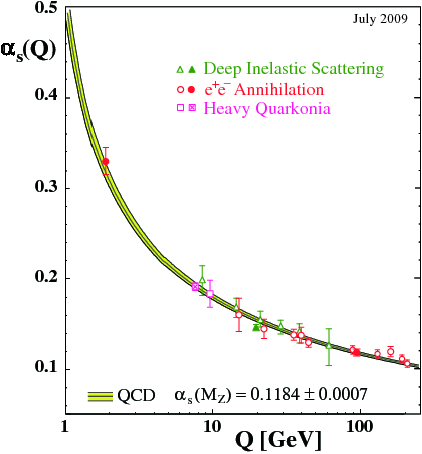 July 2009
0.5
αs(Q)
Deep Inelastic Scattering
e+e− Annihilation
Heavy Quarkonia
0.4
0.3
0.2
0.1
QCD αs(MZ) = 0.1184 ± 0.0007
1 10 100
Q [GeV]